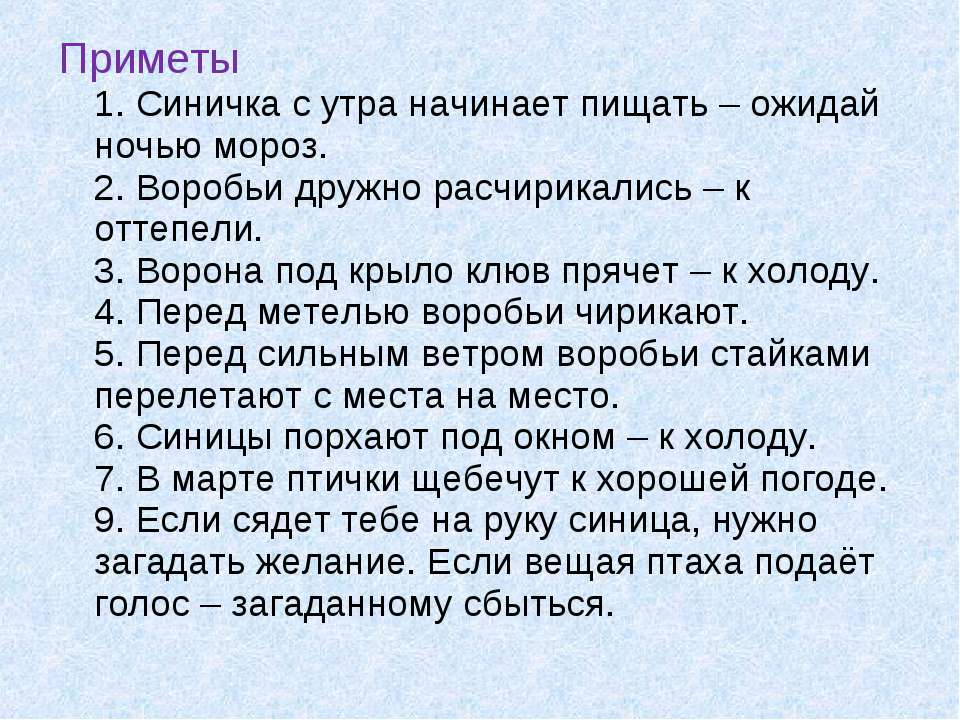 Приметы
1. Синичка с утра начинает пищать – ожидай
ночью мороз.
2. Воробьи дружно расчирикались – к
оттепели.
3. Ворона под крыло клюв прячет – к холоду.
4. Перед метелью воробьи чирикают.
5. Перед сильным ветром воробьи стайками
перелетают с места на место.
6. Синицы порхают под окном – к холоду.
7. В марте птички щебечут к хорошей погоде.
9. Если сядет тебе на руку синица, нужно
загадать желание. Если вещая птаха подаёт
голос – загаданному сбыться.